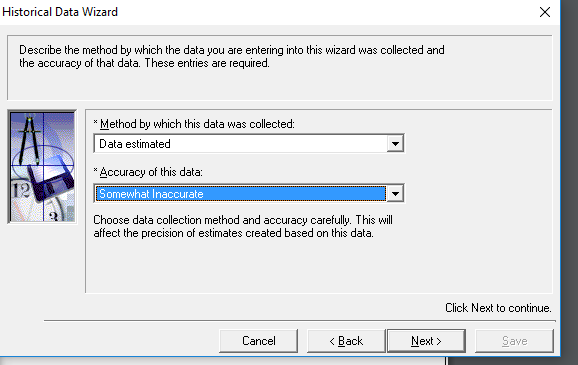 Historical Data Wizard
Describe the method by which the data you are entering into this wizard was collected and
the accuracy of that data. These entries are required.
* Method by which this data was collected:
Data estimated
* Accuracy of this data:
Somewhat Inaccurate
Choose data collection method and accuracy carefully. This will
affect the precision of estimates created based on this data.
12
3
Click Next to continue.
Cancel
< Back
Next >
Save